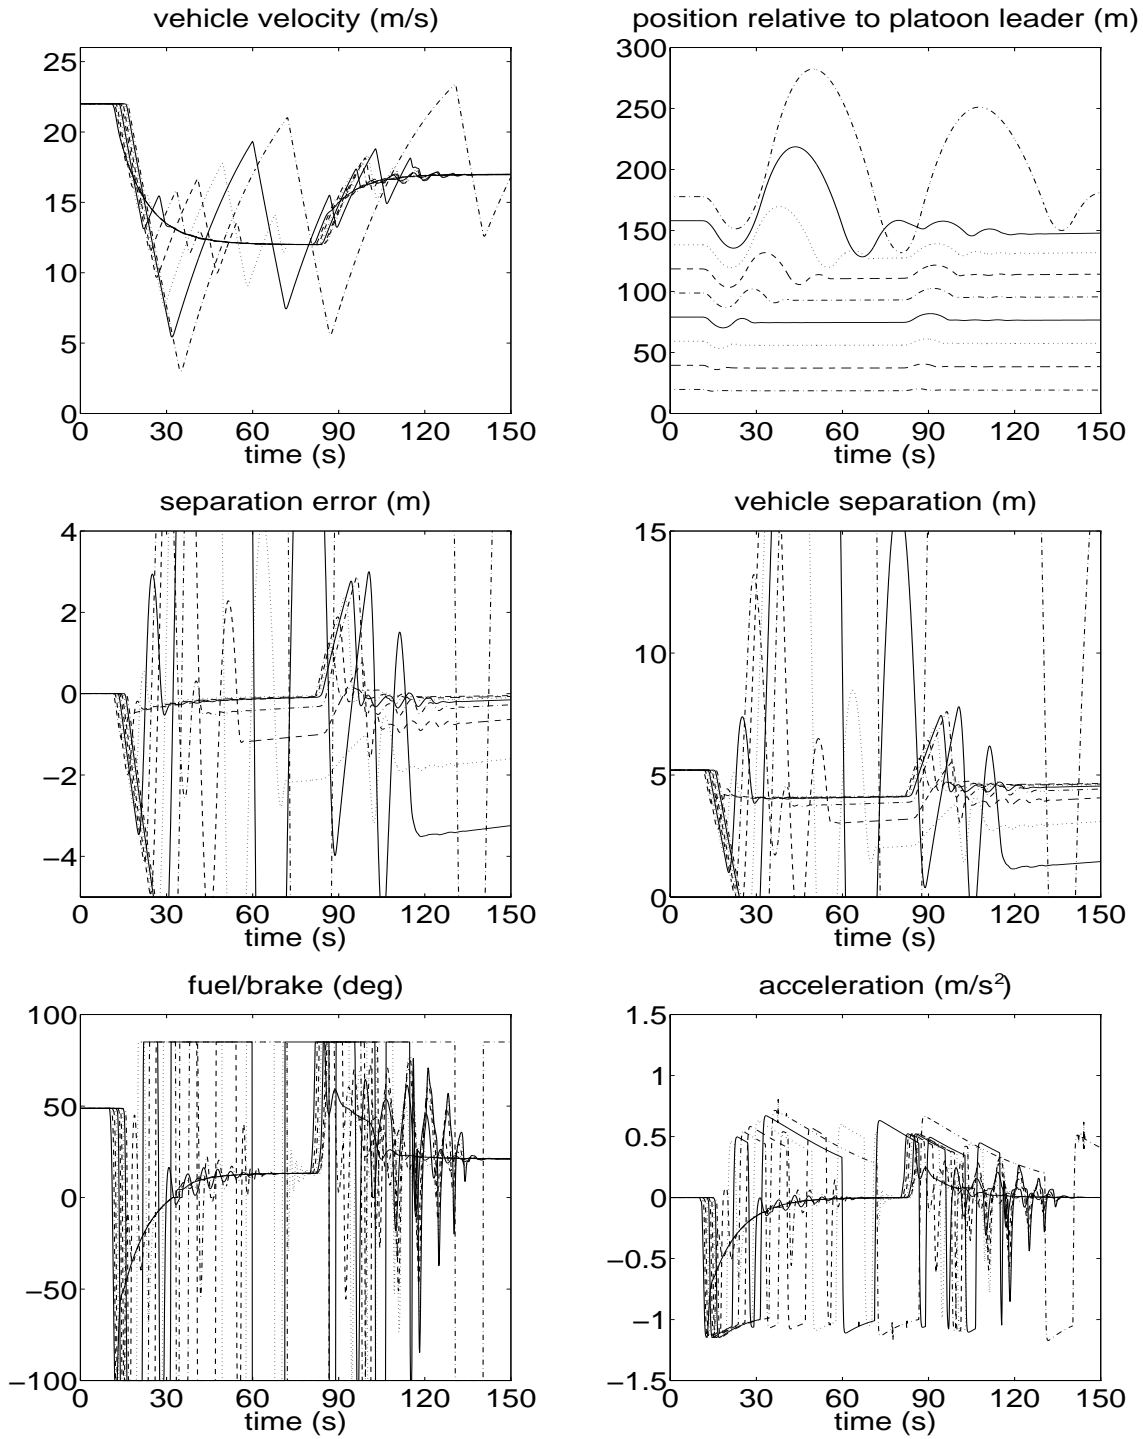 vehicle velocity (m/s)
25
20
15
10
5
0
0 30 60 90 120 150
time (s)
position relative to platoon leader (m)
300
250
200
150
100
50
0
0 30 60 90 120 150
time (s)
separation error (m)
4
2
0
−2
−4
0 30 60 90 120 150
time (s)
vehicle separation (m)
15
10
5
0
0 30 60 90 120 150
time (s)
fuel/brake (deg)
100
50
0
−50
−100
0 30 60 90 120 150
time (s)
acceleration (m/s²)
1.5
1
0.5
0
−0.5
−1
−1.5
0 30 60 90 120 150
time (s)